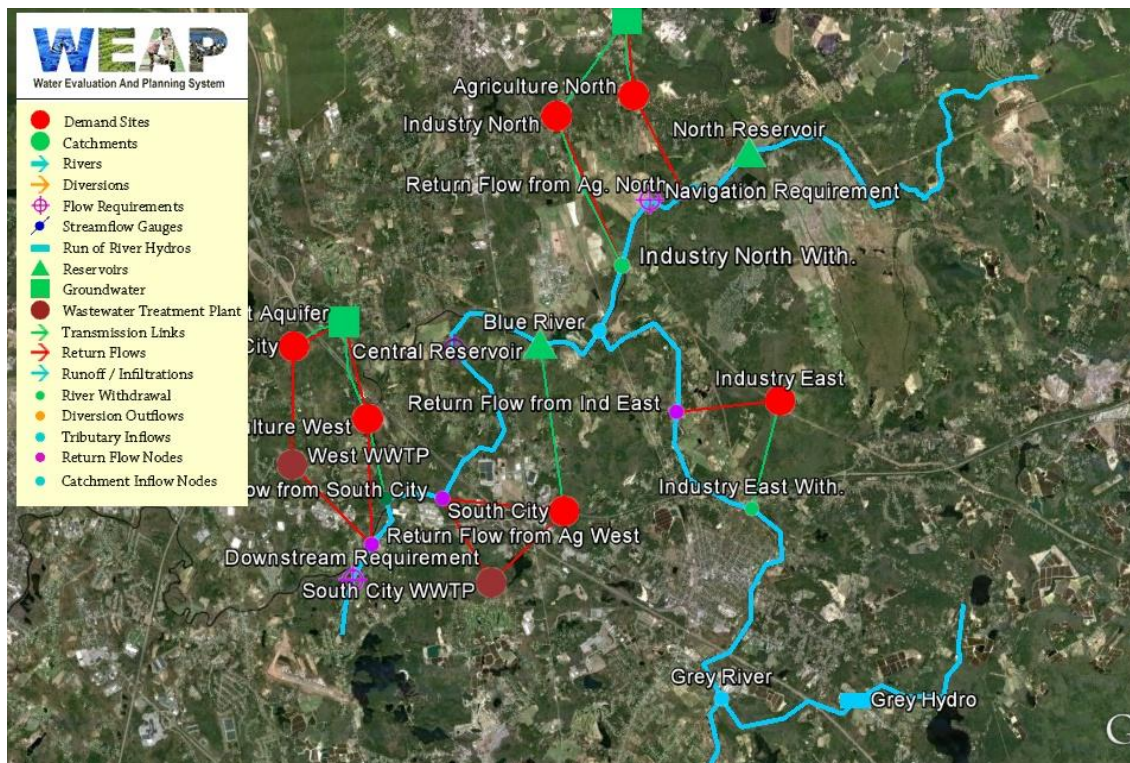 WEAP
Water Evaluation And Planning System
Demand Sites
Catchments
Rivers
Diversions
Flow Requirements
Streamflow Gauges
Run of River Hydros
Reservoirs
Groundwater
Wastewater Treatment Plant
Transmission Links
Return Flows
Runoff / Infiltrations
River Withdrawal
Diversion Outflows
Tributary Inflows
Return Flow Nodes
Catchment Inflow Nodes
Agriculture North
Industry North
North Reservoir
Return Flow from Ag. North
Navigation Requirement
Industry North With.
t Aquifer
Blue River
City
Central Reservoir
Industry East
Return Flow from Ind East
ulture West
West WWTP
ow from South City
Industry East With.
South City
Return Flow from Ag West
Downstream Requirement
South City WWTP
Grey River
Grey Hydro
G